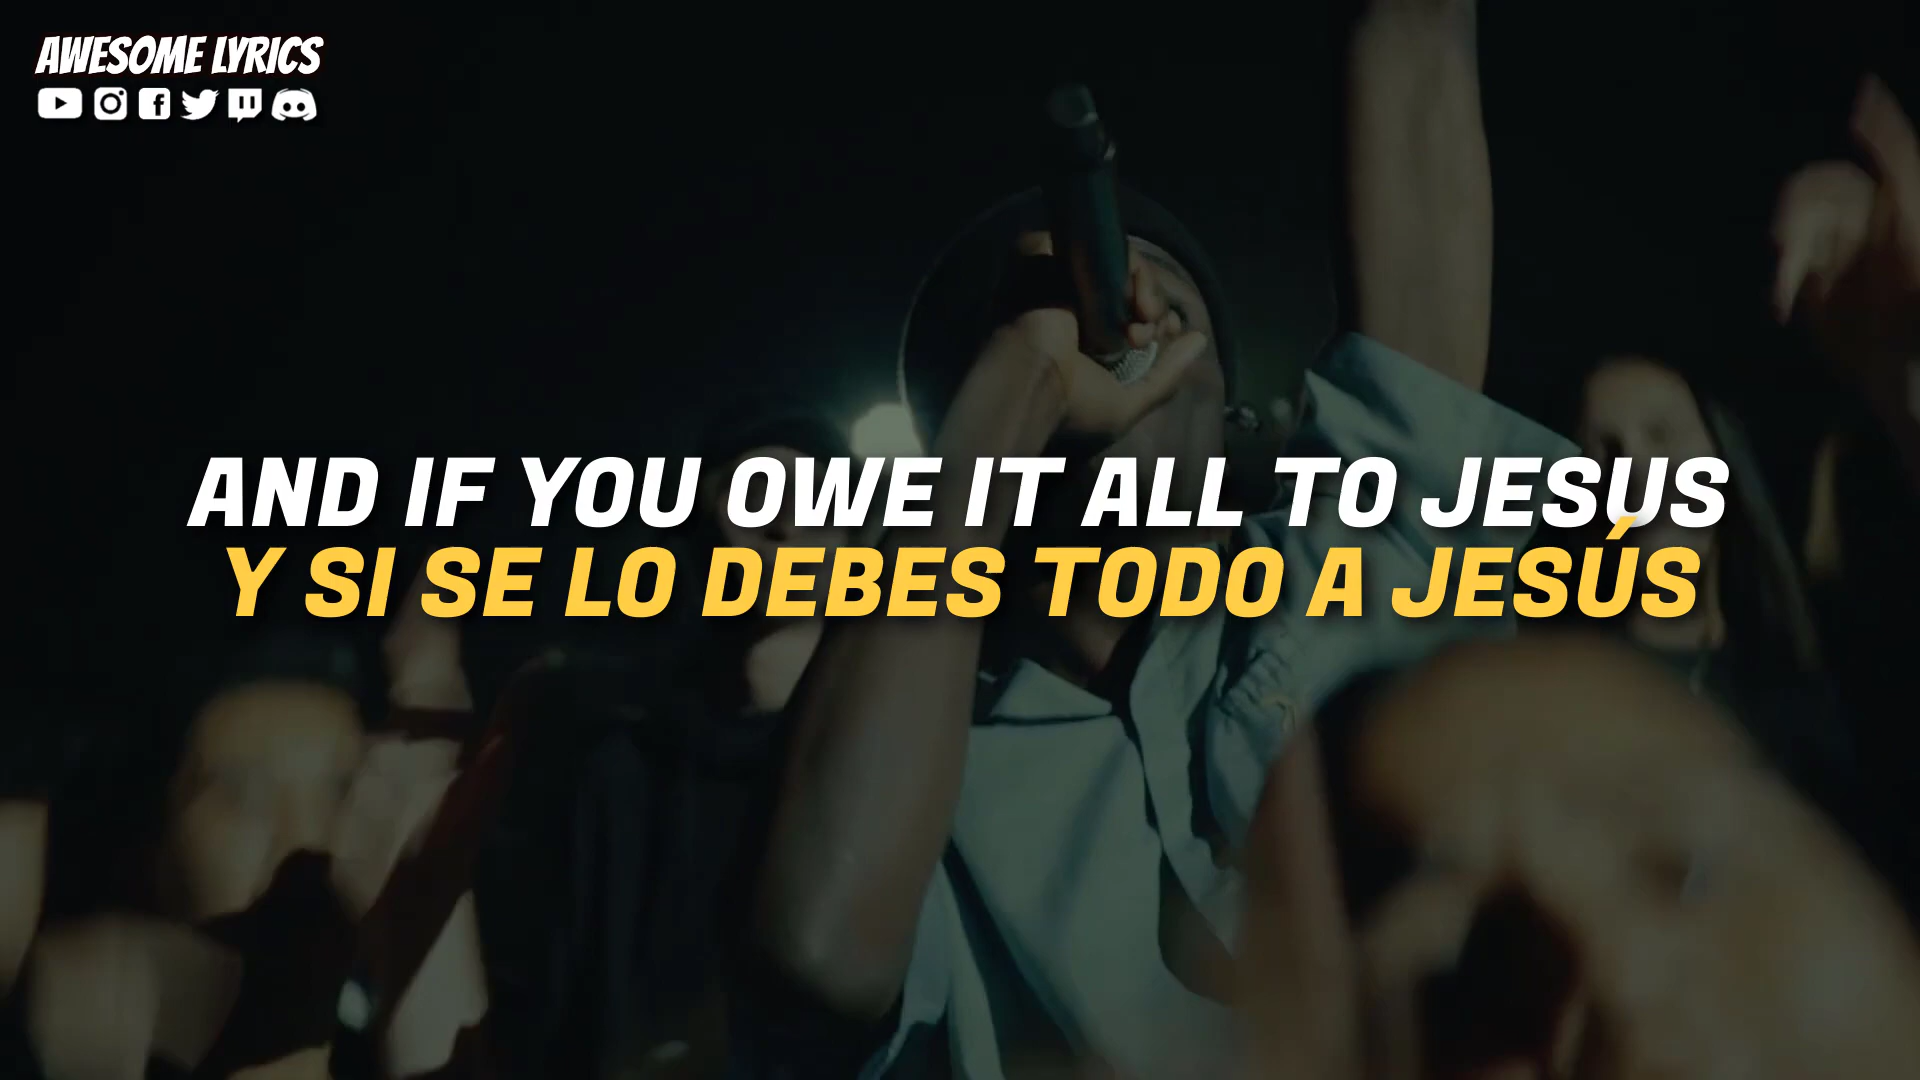 AWESOME LYRICS
AND IF YOU OWE IT ALL TO JESUS
Y SI SE LO DEBES TODO A JESÚS